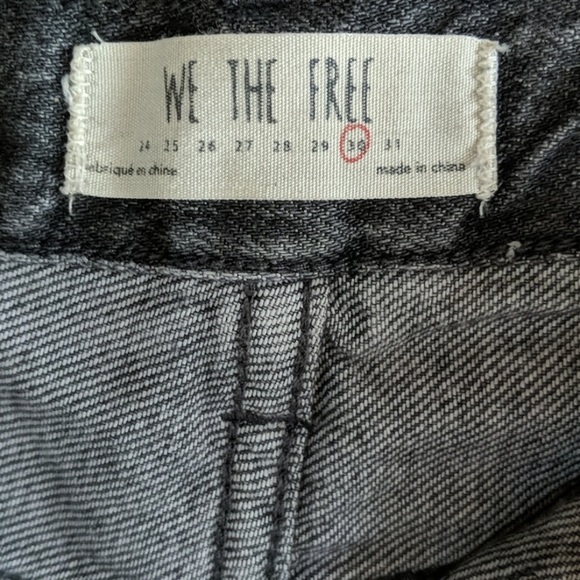 WE THE FREE
24 25 26 27 28 29 30 31
fabriqué en chine made in china